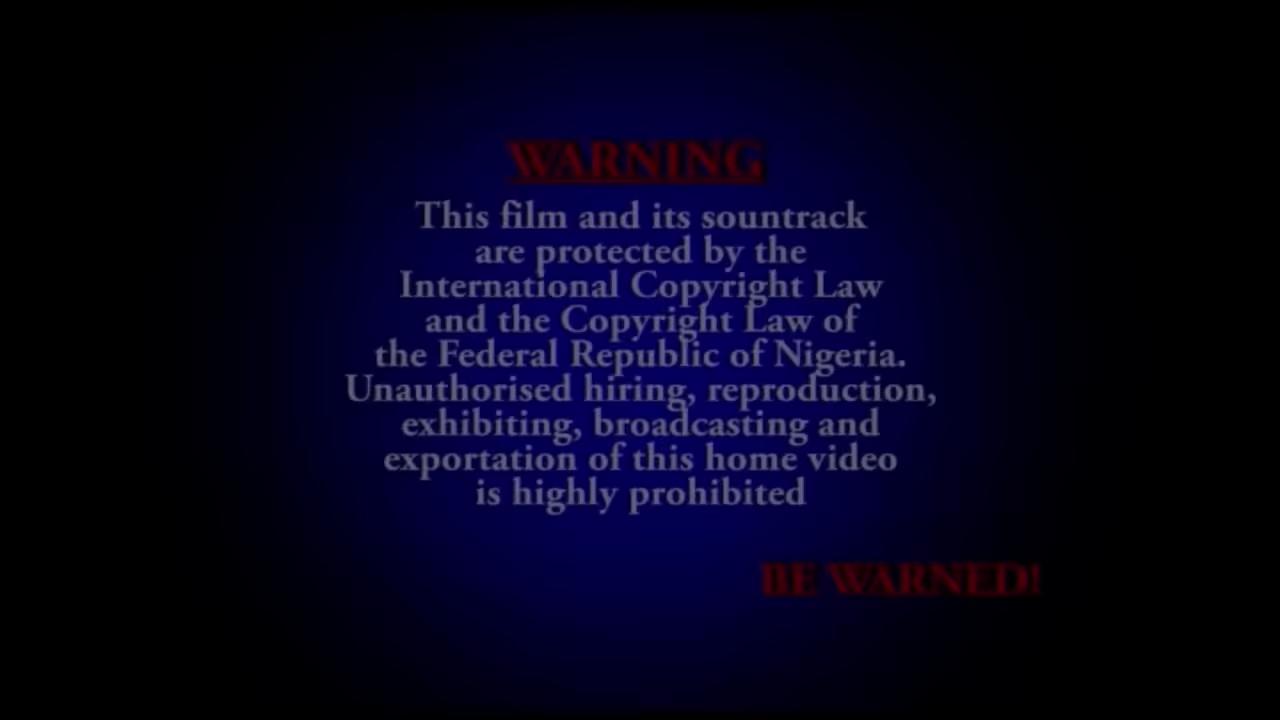 WARNING
This film and its sountrack
are protected by the
International Copyright Law
and the Copyright Law of
the Federal Republic of Nigeria.
Unauthorised hiring, reproduction,
exhibiting, broadcasting and
exportation of this home video
is highly prohibited
BE WARNED!